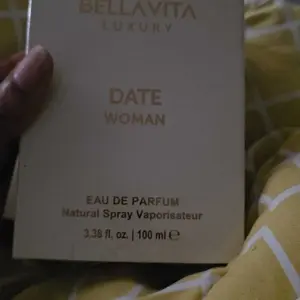 BELLAVITA
LUXURY
DATE
WOMAN
EAU DE PARFUM
Natural Spray Vaporisateur
3.38 fl. oz. | 100 ml ℮